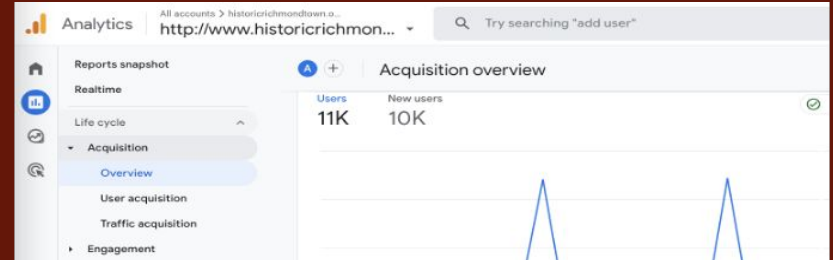 Analytics
All accounts > historicrichmondtown.o...
http://www.historicrichmon...
Try searching "add user"
Reports snapshot
Realtime
Life cycle
Acquisition
Overview
User acquisition
Traffic acquisition
Engagement
A
Acquisition overview
Users New users
11K 10K